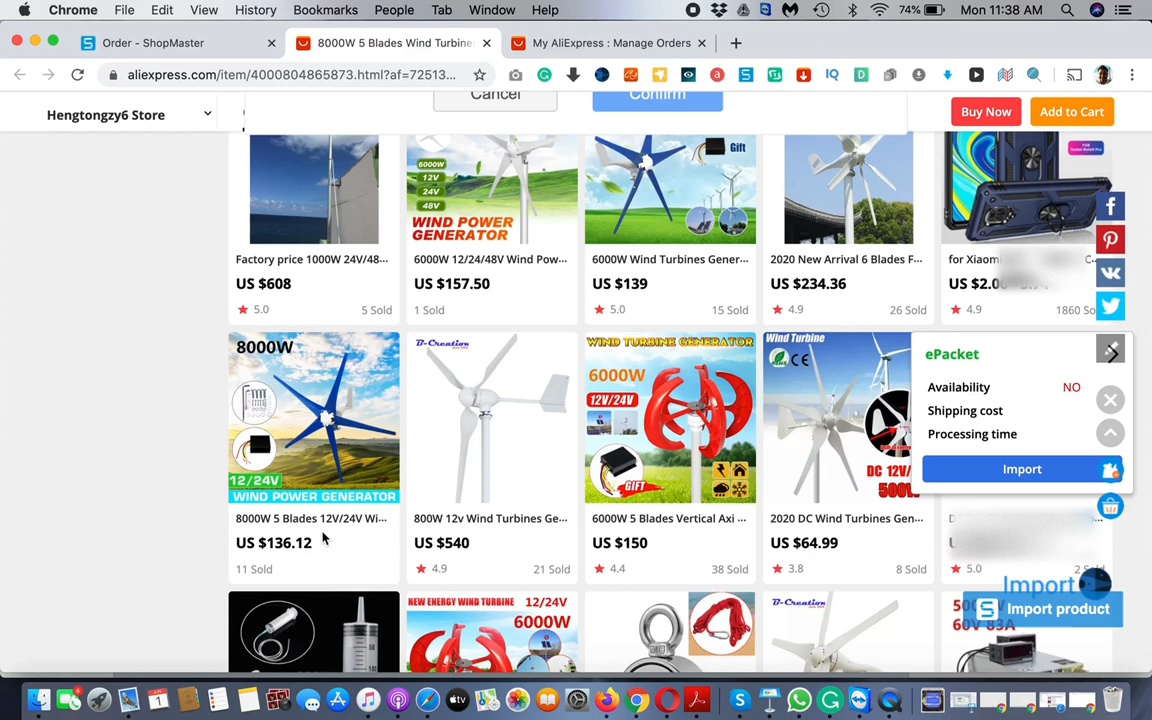 Chrome File Edit View History Bookmarks People Tab Window Help 74% Mon 11:38 AM
Order - ShopMaster
8000W 5 Blades Wind Turbine
My AliExpress : Manage Orders
aliexpress.com/item/4000804865873.html?af=72513...
Hengtongzy6 Store
Cancel
Confirm
Buy Now
Add to Cart
6000W
12V
24V
48V
WIND POWER
GENERATOR
Gift
Factory price 1000W 24V/48...
US $608
5.0 5 Sold
6000W 12/24/48V Wind Pow...
US $157.50
1 Sold
6000W Wind Turbines Gener...
US $139
5.0 15 Sold
2020 New Arrival 6 Blades F...
US $234.36
4.9 26 Sold
for Xiaom
US $2.0
4.9 1860 So
8000W
12/24V
WIND POWER GENERATOR
8000W 5 Blades 12V/24V Wi...
US $136.12
11 Sold
B-Creation
800W 12v Wind Turbines Ge...
US $540
4.9 21 Sold
WIND TURBINE GENERATOR
6000W
12V/24V
GIFT
6000W 5 Blades Vertical Axi ...
US $150
4.4 38 Sold
Wind Turbine
CE
DC 12V/
500W
2020 DC Wind Turbines Gen...
US $64.99
3.8 8 Sold
5.0 2 S
ePacket
Availability NO
Shipping cost
Processing time
Import
Import
Import product
NEW ENERGY WIND TURBINE 12/24V
6000W
B-Creation
60V 83A